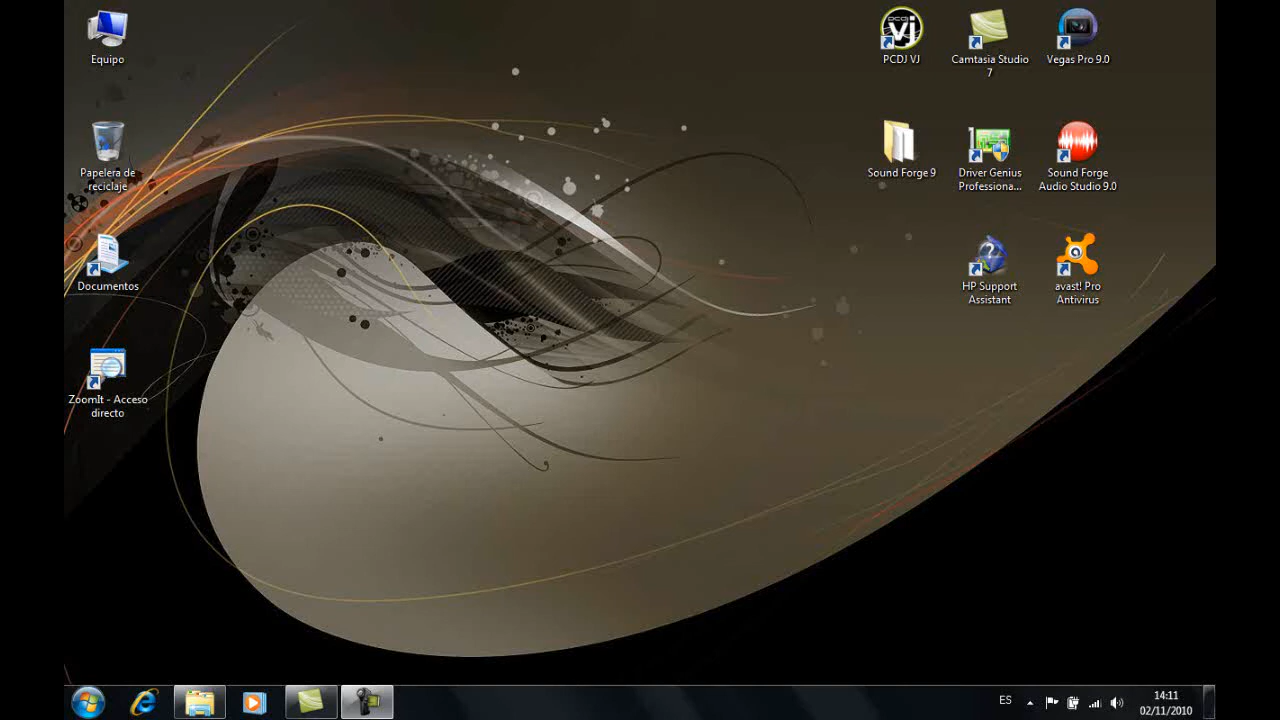 Equipo
Papelera de
reciclaje
Documentos
ZoomIt - Acceso
directo
PCDJ
VJ
PCDJ VJ
Camtasia Studio
7
Vegas Pro 9.0
Sound Forge 9
Driver Genius
Professiona...
Sound Forge
Audio Studio 9.0
HP Support
Assistant
avast! Pro
Antivirus
ES
14:11
02/11/2010